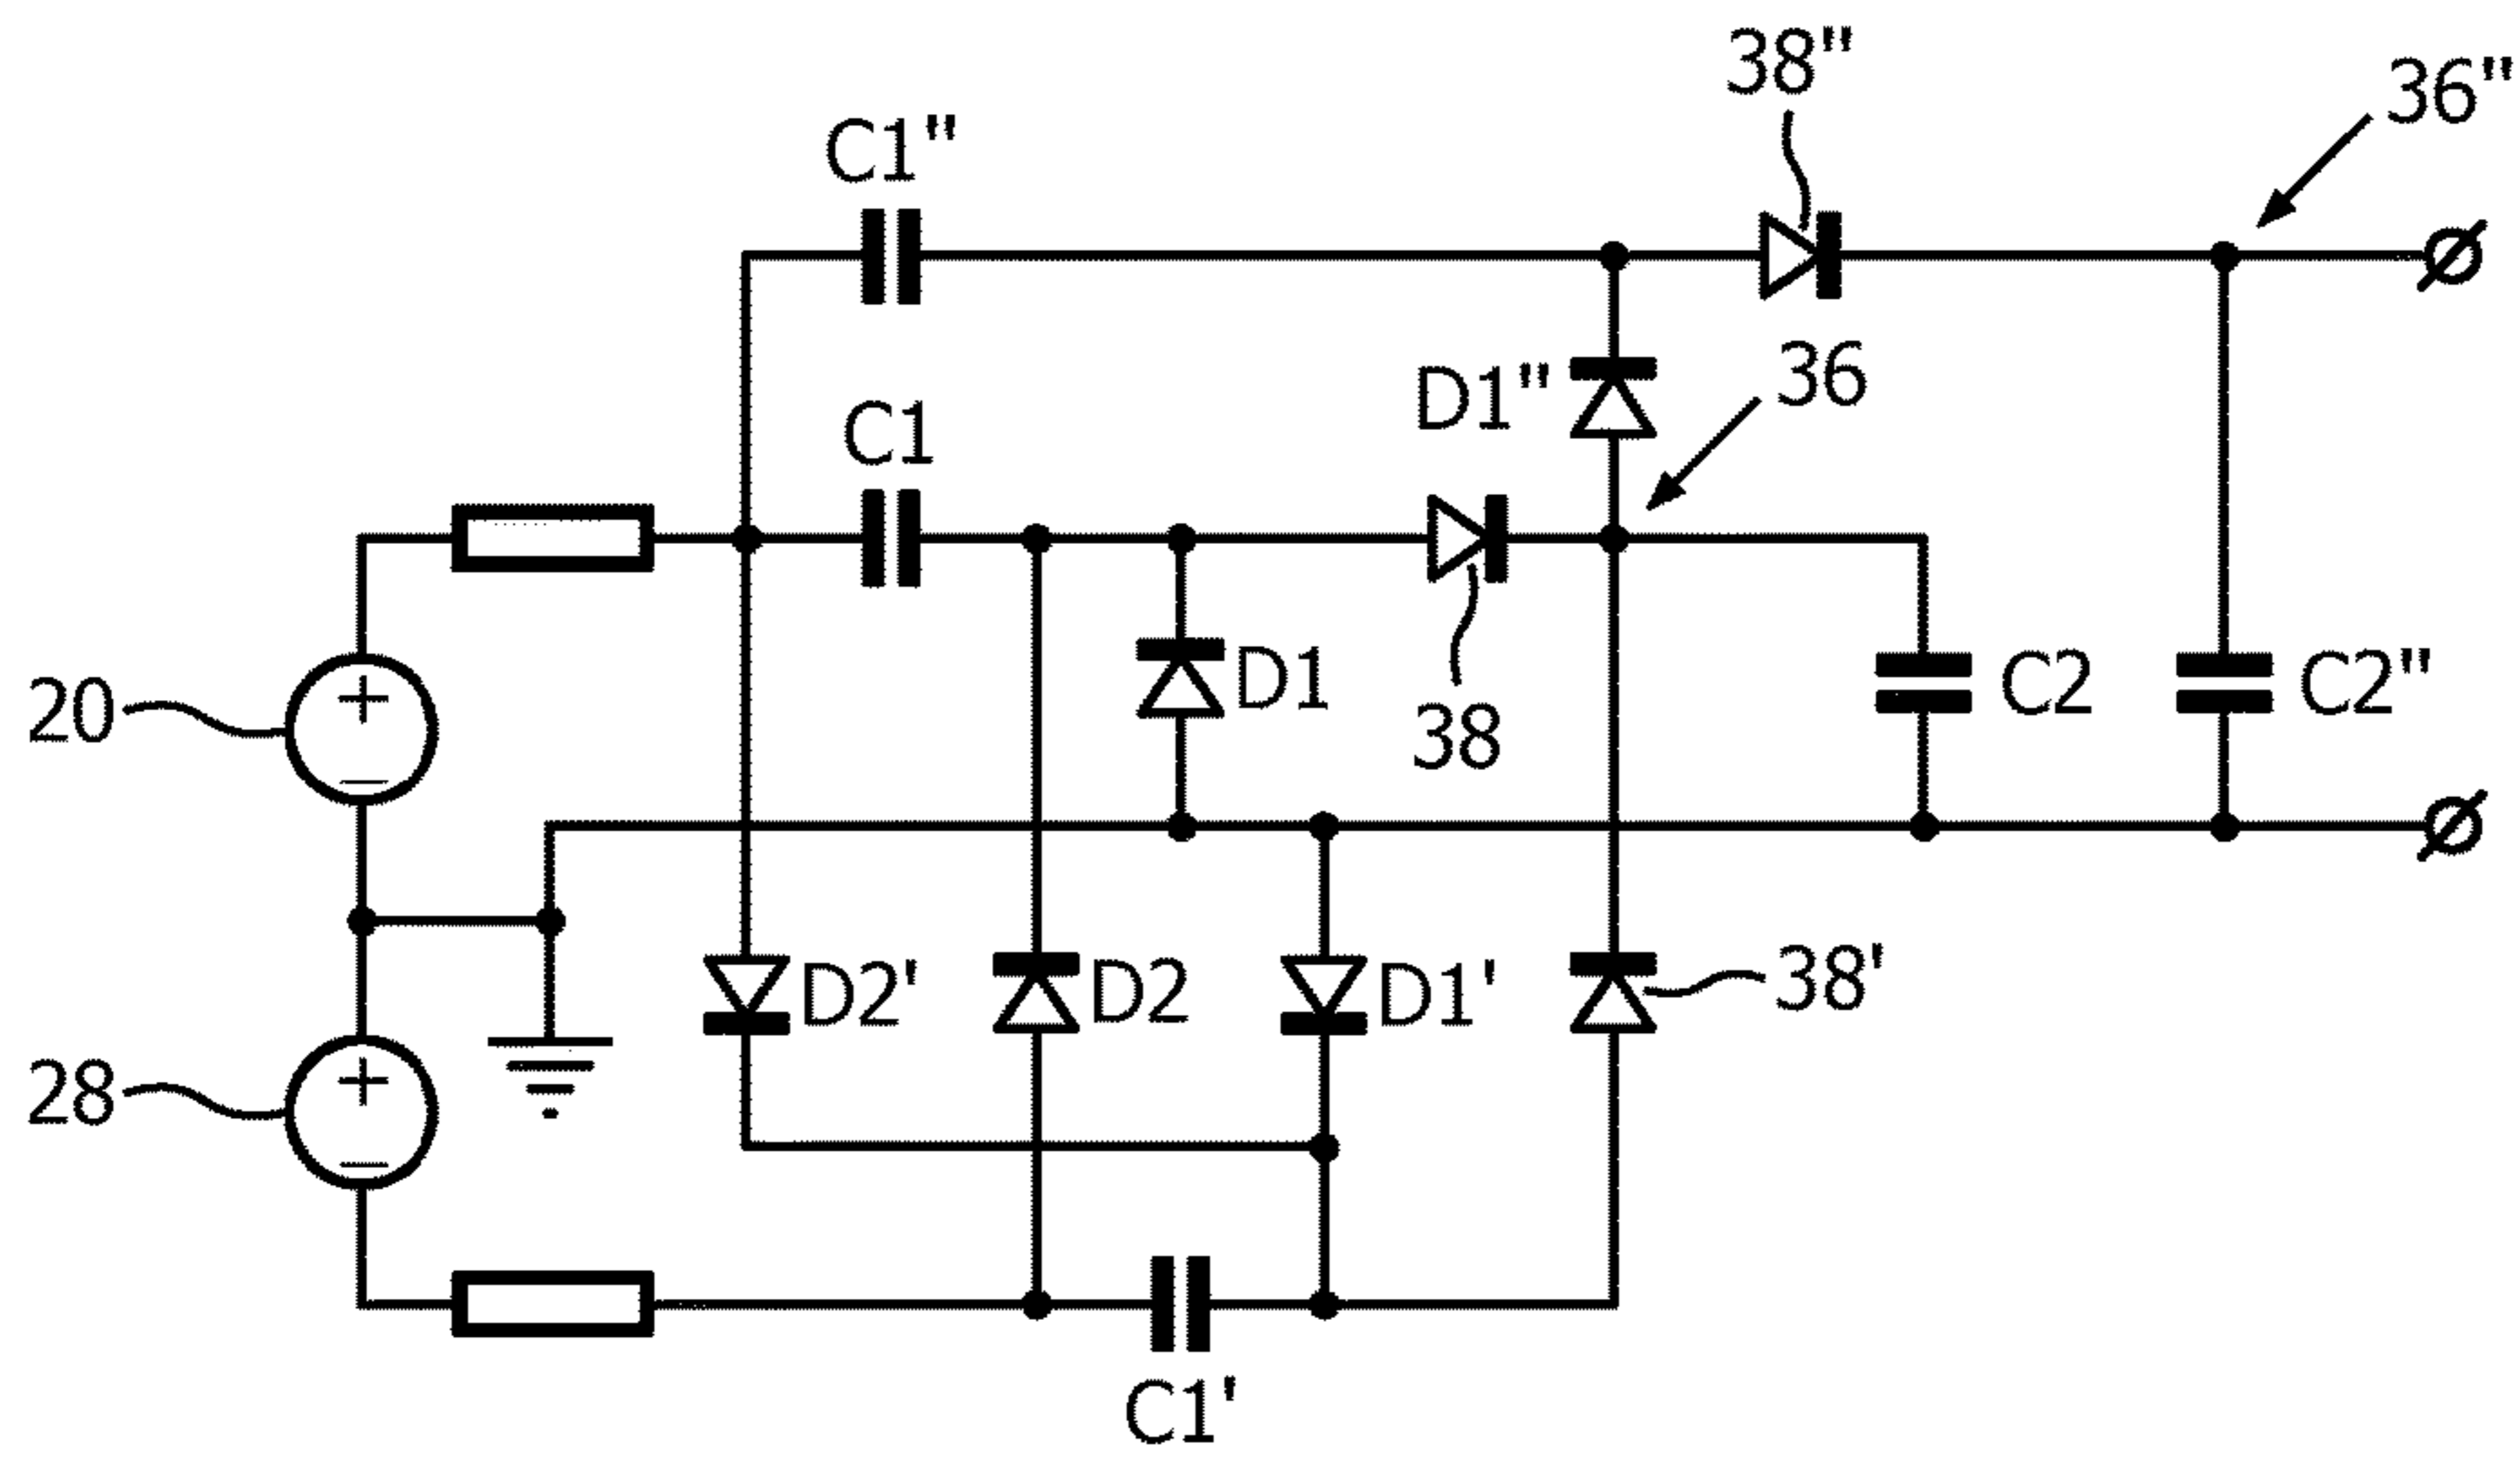 38"
36"
C1"
36
D1"
C1
20
D1
38
C2
C2"
+
−
28
D2'
D2
D1'
38'
+
−
C1'